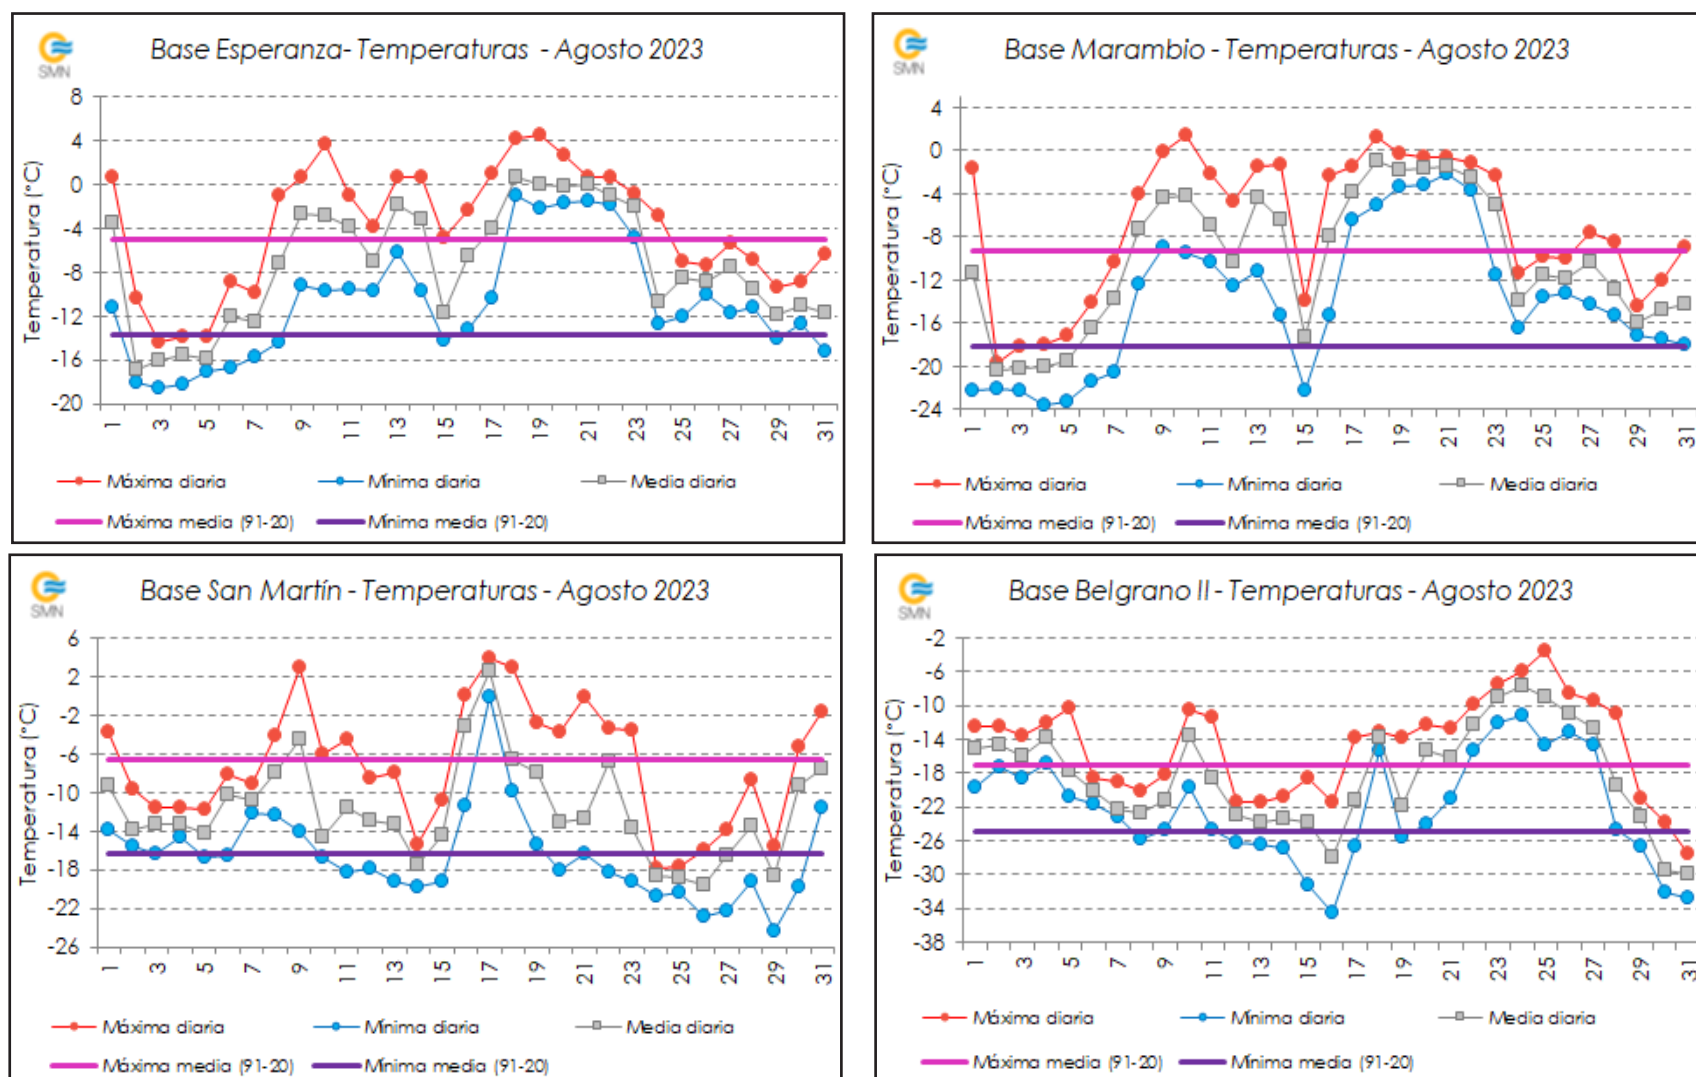 SMN
Base Esperanza- Temperaturas - Agosto 2023
Temperatura (°C)
8
4
0
-4
-8
-12
-16
-20
1 3 5 7 9 11 13 15 17 19 21 23 25 27 29 31
Máxima diaria Mínima diaria Media diaria
Máxima media (91-20) Mínima media (91-20)
SMN
Base Marambio - Temperaturas - Agosto 2023
Temperatura (°C)
4
0
-4
-8
-12
-16
-20
-24
1 3 5 7 9 11 13 15 17 19 21 23 25 27 29 31
Máxima diaria Mínima diaria Media diaria
Máxima media (91-20) Mínima media (91-20)
SMN
Base San Martín - Temperaturas - Agosto 2023
Temperatura (°C)
6
2
-2
-6
-10
-14
-18
-22
-26
1 3 5 7 9 11 13 15 17 19 21 23 25 27 29 31
Máxima diaria Mínima diaria Media diaria
Máxima media (91-20) Mínima media (91-20)
SMN
Base Belgrano II - Temperaturas - Agosto 2023
Temperatura (°C)
-2
-6
-10
-14
-18
-22
-26
-30
-34
-38
1 3 5 7 9 11 13 15 17 19 21 23 25 27 29 31
Máxima diaria Mínima diaria Media diaria
Máxima media (91-20) Mínima media (91-20)